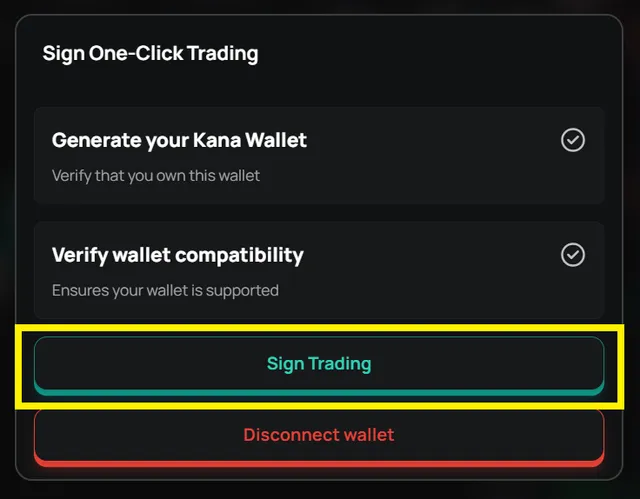 Sign One-Click Trading
Generate your Kana Wallet
Verify that you own this wallet
Verify wallet compatibility
Ensures your wallet is supported
Sign Trading
Disconnect wallet